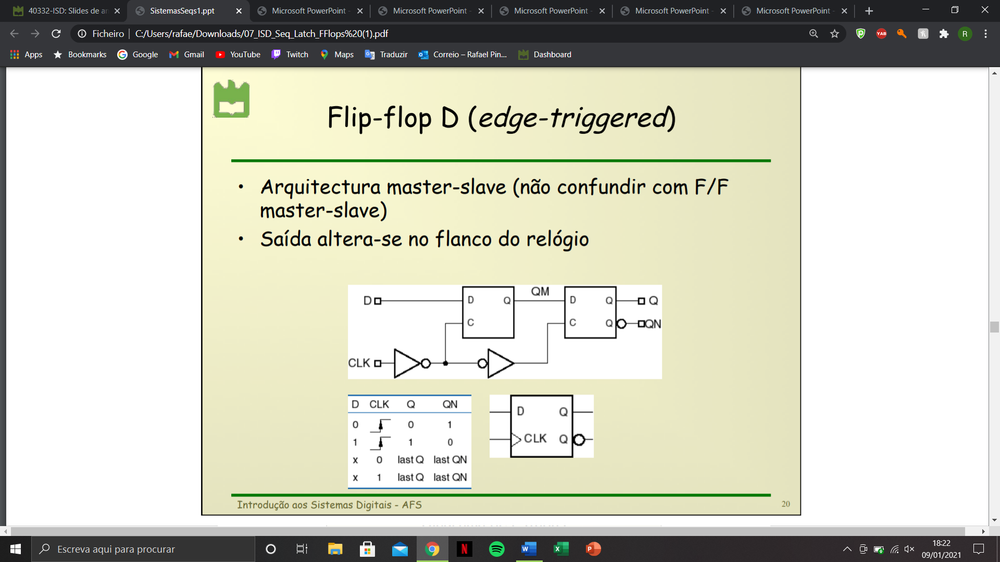 40332-ISD: Slides de a
SistemasSeqs1.ppt
Microsoft PowerPoint -
Microsoft PowerPoint -
Microsoft PowerPoint -
Microsoft PowerPoint -
Microsoft PowerPoint -
Ficheiro
C:/Users/rafae/Downloads/07_ISD_Seq_Latch_FFlops%20(1).pdf
YAB
R
Apps
Bookmarks
Google
Gmail
YouTube
Twitch
Maps
Traduzir
Correio – Rafael Pin...
Dashboard
Flip-flop D (edge-triggered)
• Arquitectura master-slave (não confundir com F/F
master-slave)
• Saída altera-se no flanco do relógio
D D Q QM D Q Q
C C Q QN
CLK
D CLK Q QN
0 0 1
1 1 0
x 0 last Q last QN
x 1 last Q last QN
D Q
CLK Q
Introdução aos Sistemas Digitais - AFS
20
Escreva aqui para procurar
18:22
09/01/2021